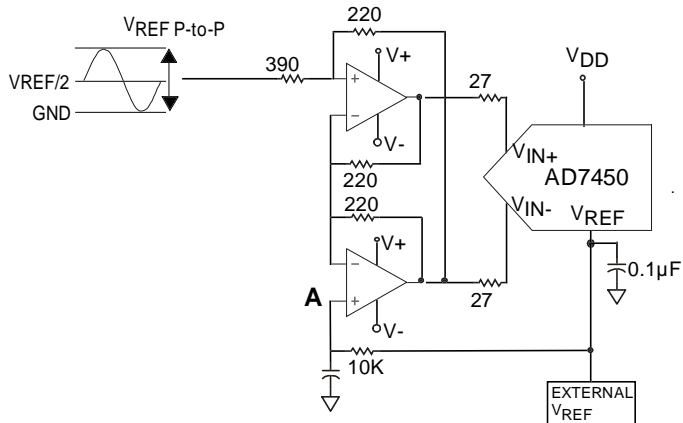 VREF P-to-P
VREF/2
GND
390
220
V+
V-
220
220
V+
V-
A
10K
27
27
VDD
VIN+
AD7450
VIN-
VREF
0.1µF
EXTERNAL
VREF